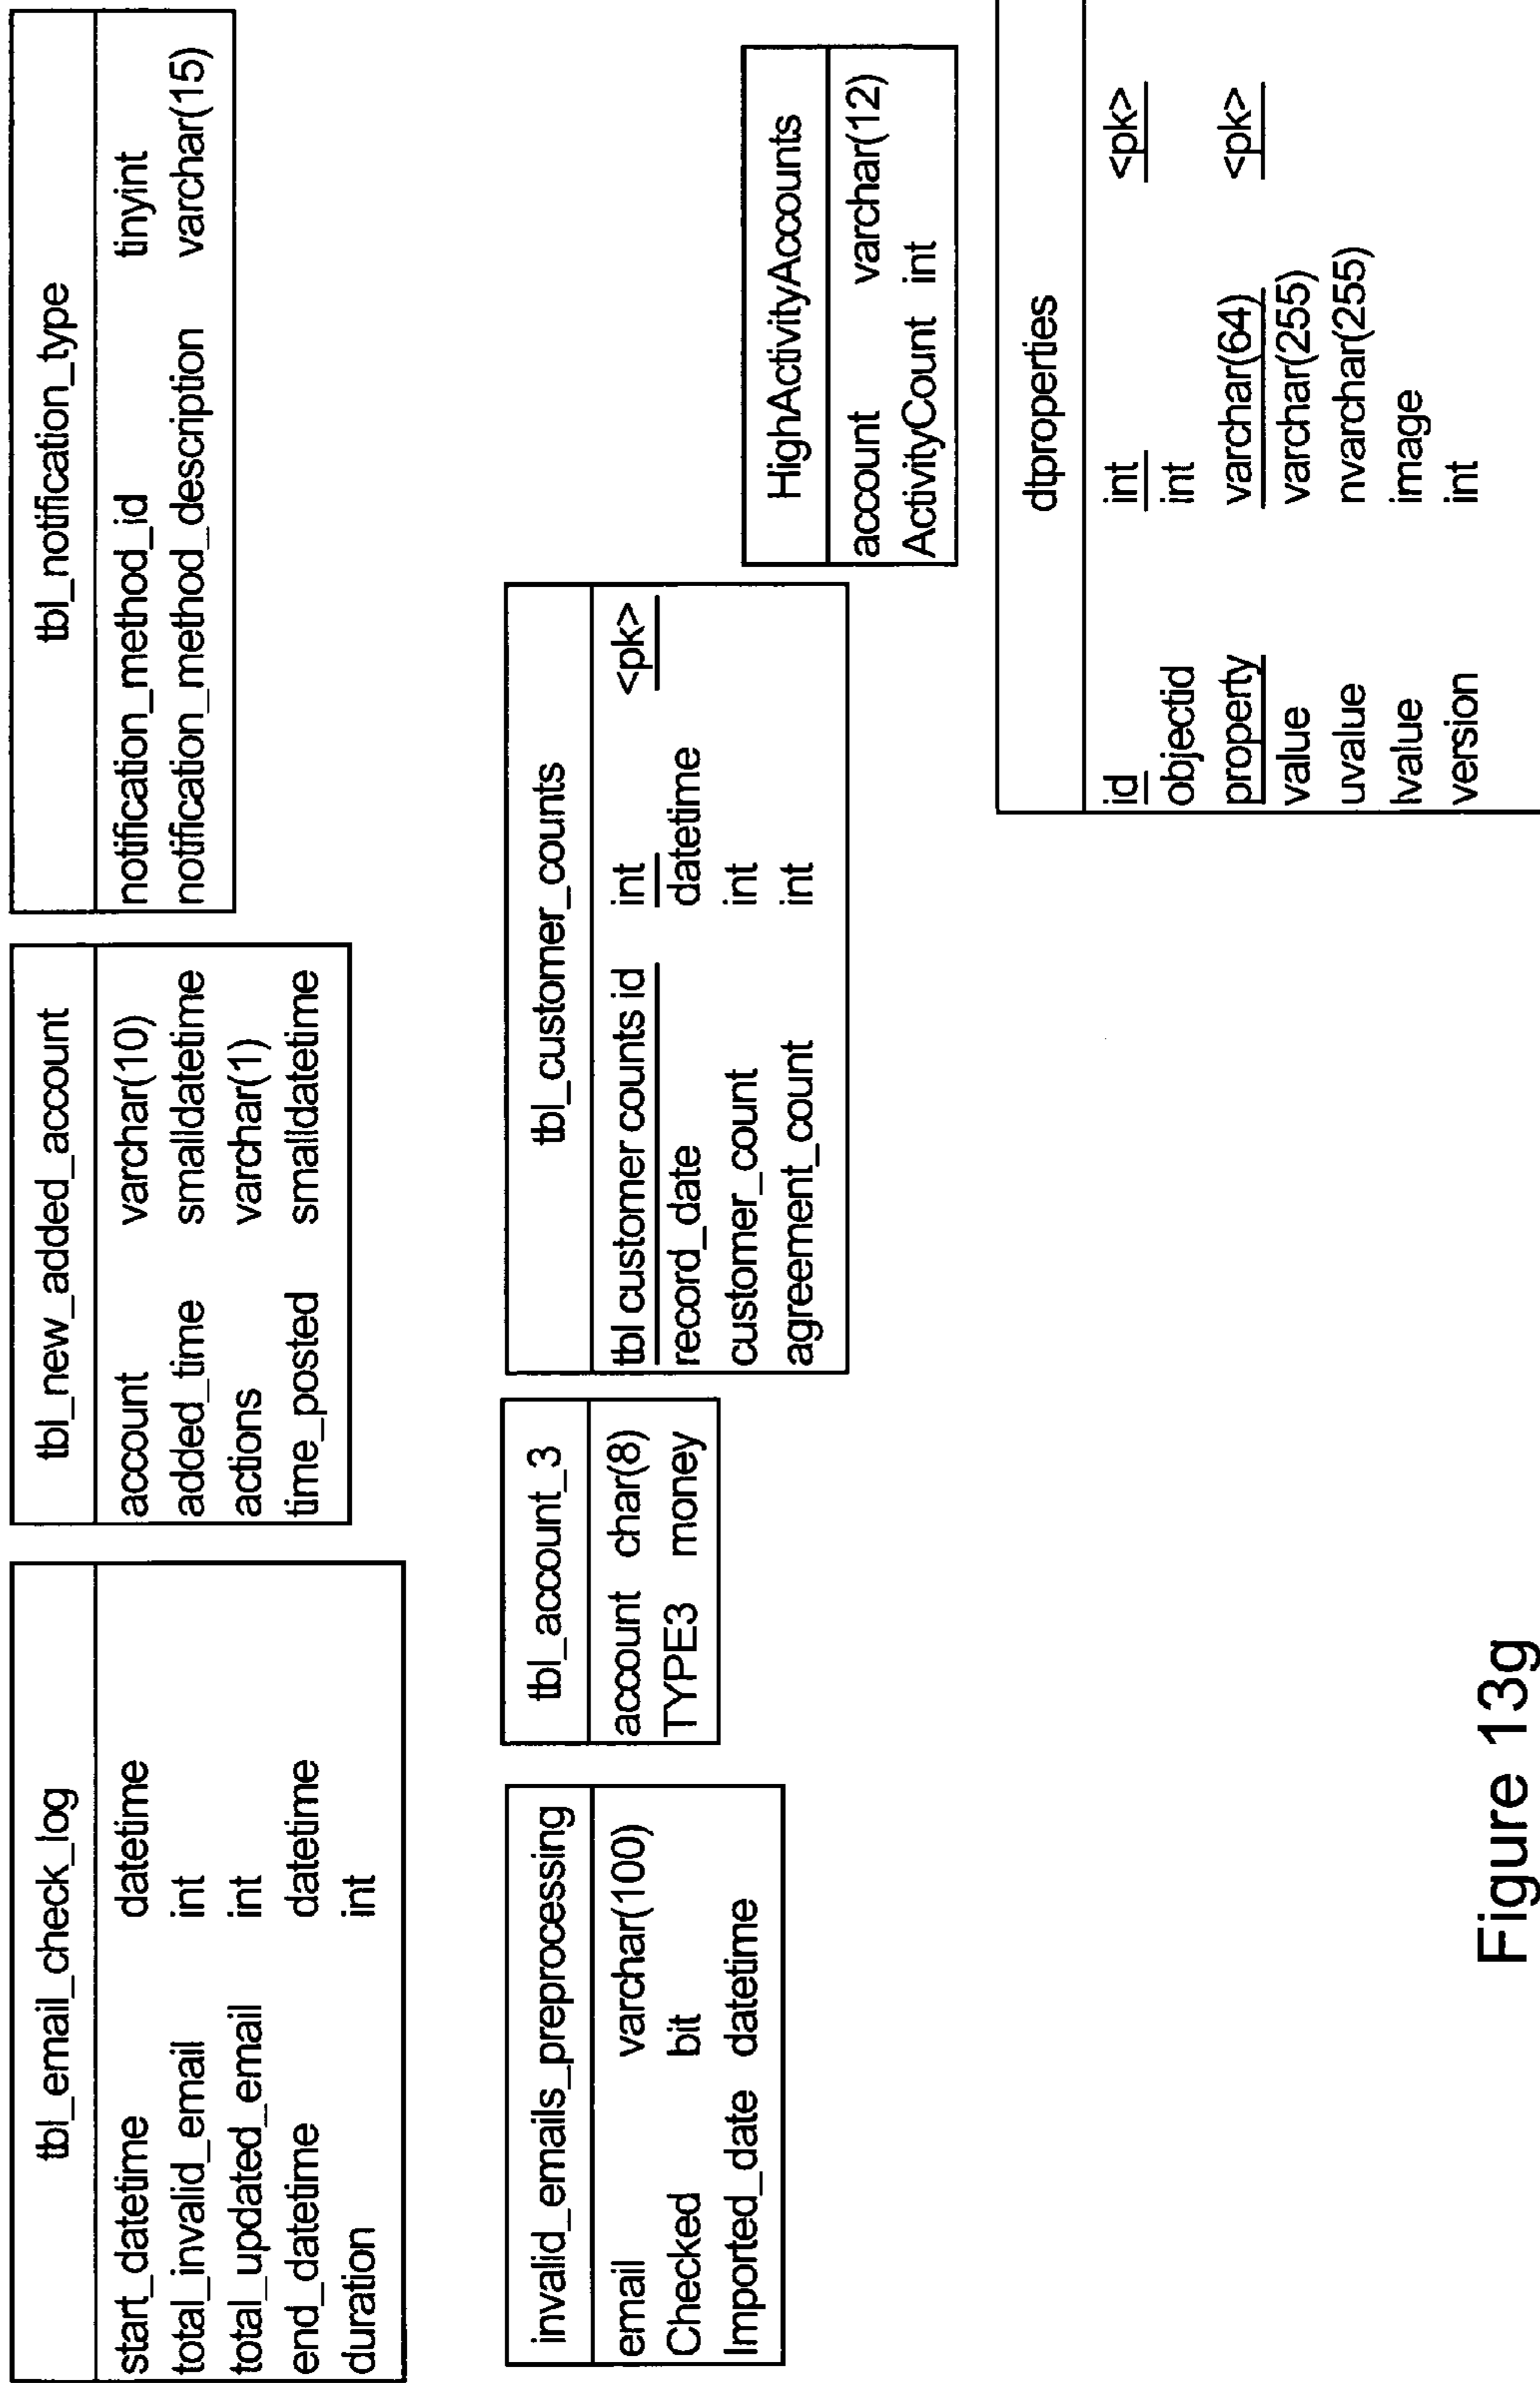 tbl_email_check_log
start_datetime datetime
total_invalid_email int
total_updated_email int
end_datetime datetime
duration int
tbl_new_added_account
account varchar(10)
added_time smalldatetime
actions varchar(1)
time_posted smalldatetime
tbl_notification_type
notification_method_id tinyint
notification_method_description varchar(15)
invalid_emails_preprocessing
email varchar(100)
Checked bit
Imported_date datetime
tbl_account_3
account char(8)
TYPE3 money
tbl_customer_counts
tbl customer counts id int <pk>
record_date datetime
customer_count int
agreement_count int
HighActivityAccounts
account varchar(12)
ActivityCount int
dtproperties
id int <pk>
objectid int
property varchar(64) <pk>
value varchar(255)
uvalue nvarchar(255)
lvalue image
version int
Figure 13g